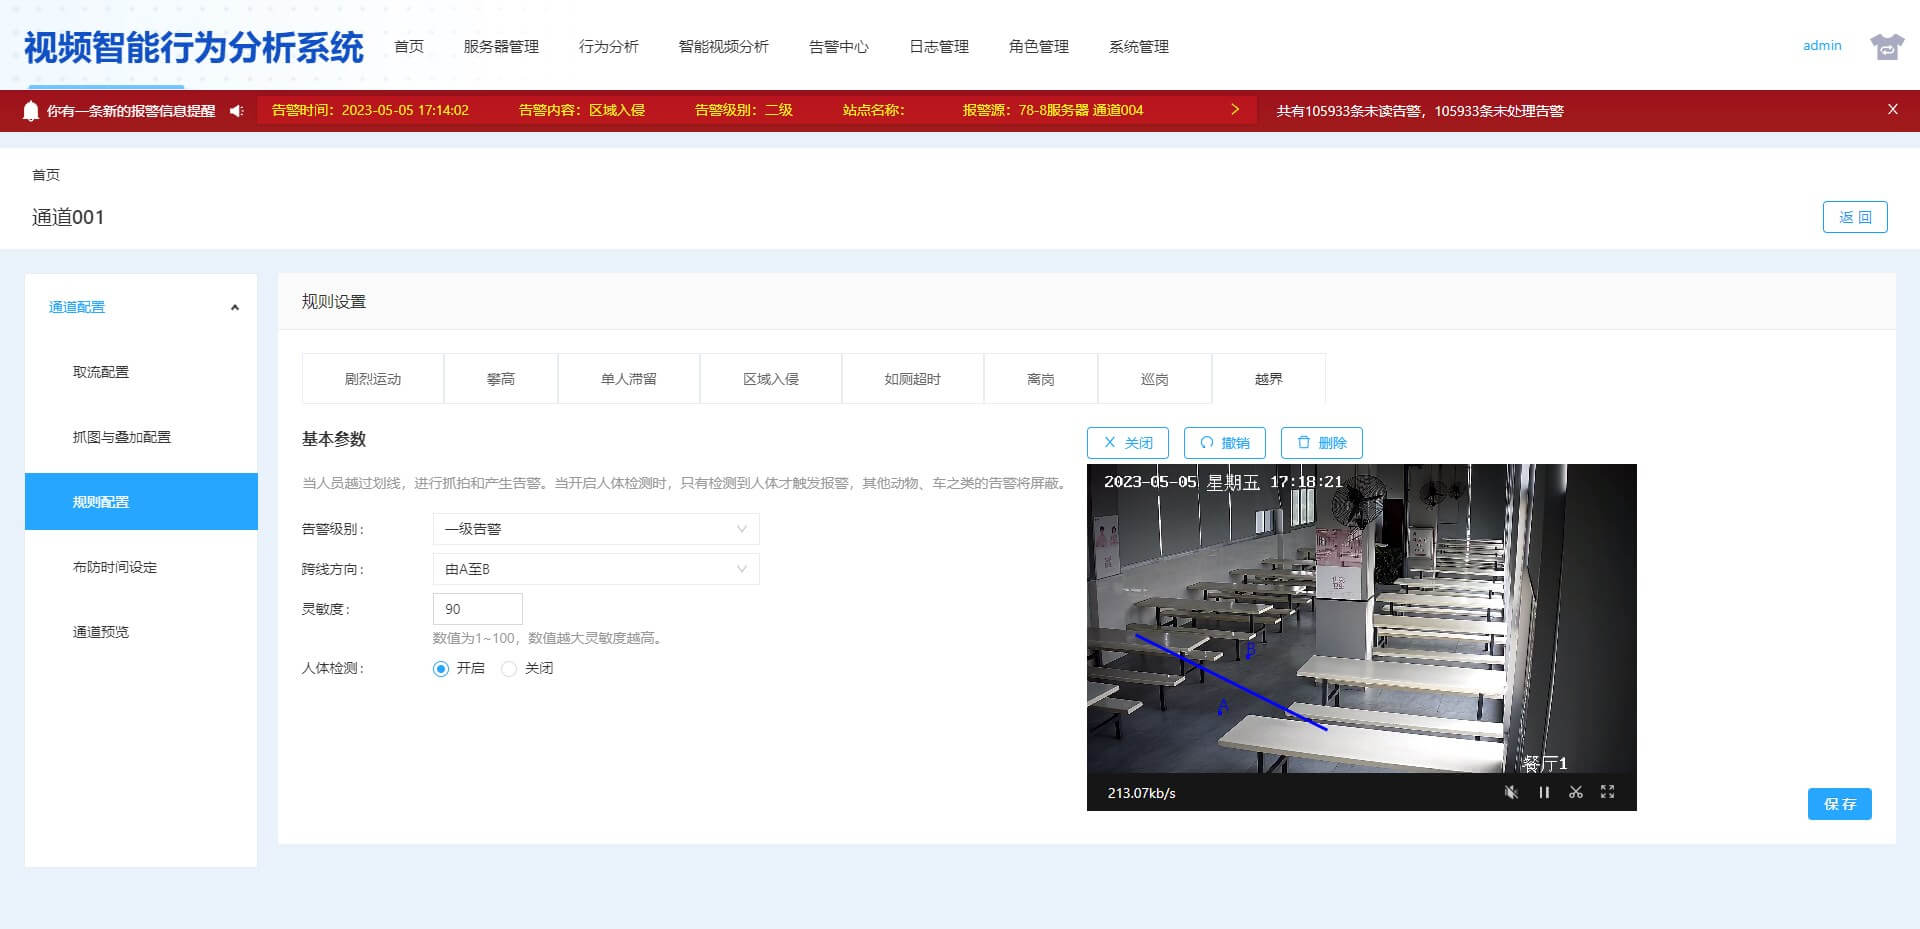 视频智能行为分析系统 首页 服务器管理 行为分析 智能视频分析 告警中心 日志管理 角色管理 系统管理 admin
你有一条新的报警信息提醒 告警时间：2023-05-05 17:14:02 告警内容：区域入侵 告警级别：二级 站点名称： 报警源：78-8服务器 通道004 共有105933条未读告警，105933条未处理告警
首页
通道001
返 回
通道配置
取流配置
抓图与叠加配置
规则配置
布防时间设定
通道预览
规则设置
剧烈运动 攀高 单人滞留 区域入侵 如厕超时 离岗 巡岗 越界
基本参数
当人员越过划线，进行抓拍和产生告警。当开启人体检测时，只有检测到人体才触发报警，其他动物、车之类的告警将屏蔽。
告警级别： 一级告警
跨线方向： 由A至B
灵敏度： 90
数值为1~100，数值越大灵敏度越高。
人体检测： 开启 关闭
关闭 撤销 删除
2023-05-05 星期五 17:18:21
B
A
餐厅1
213.07kb/s
保 存